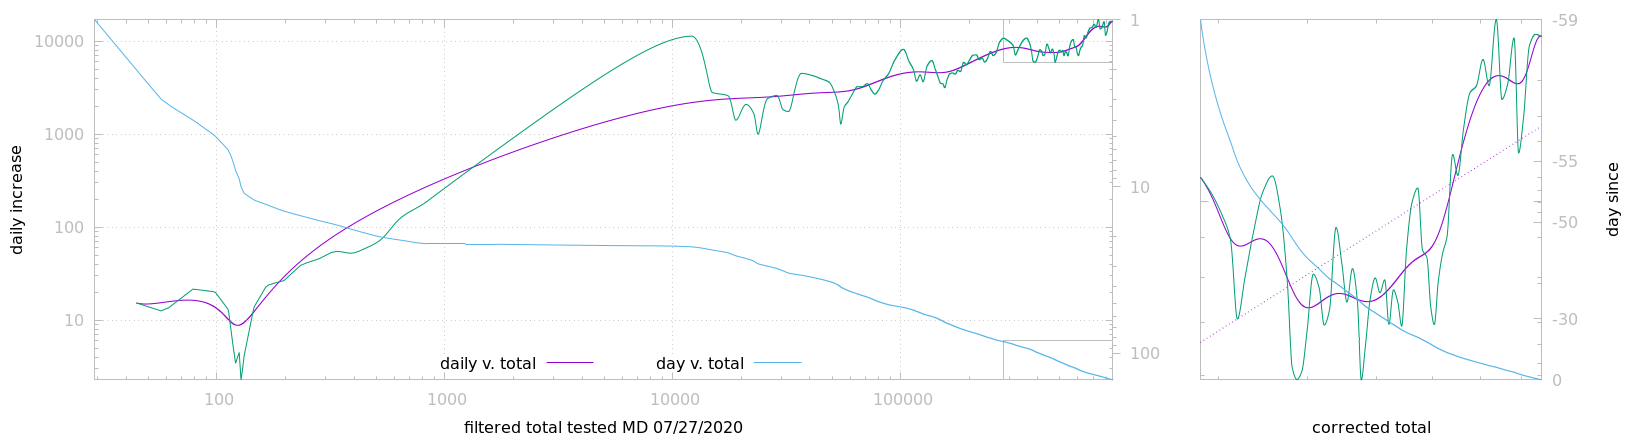 10000
1000
100
10
daily increase
100
1000
10000
100000
filtered total tested MD 07/27/2020
daily v. total
day v. total
1
10
100
-59
-55
-50
-30
0
day since
corrected total